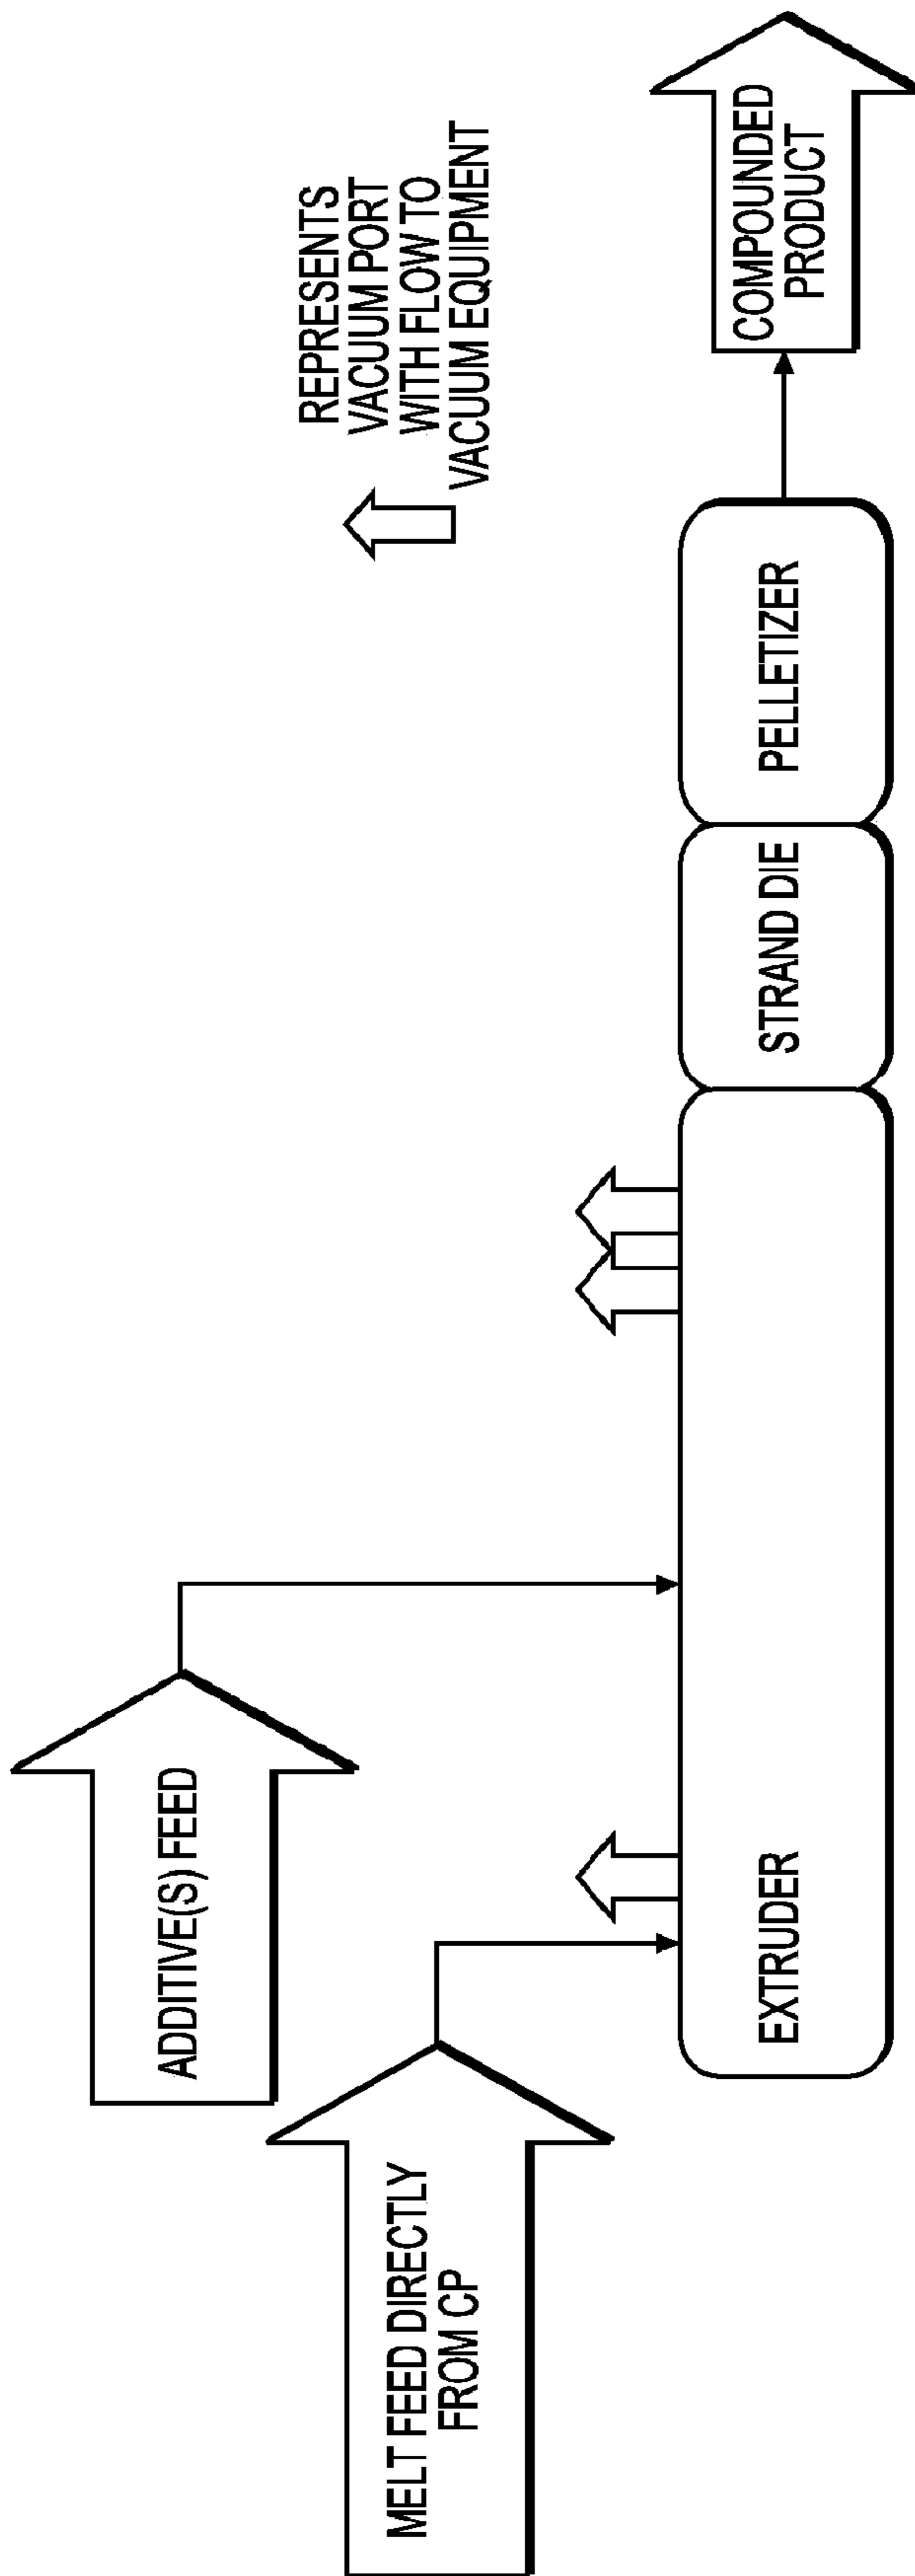 ADDITIVE(S) FEED
MELT FEED DIRECTLY
FROM CP
REPRESENTS
VACUUM PORT
WITH FLOW TO
VACUUM EQUIPMENT
EXTRUDER
STRAND DIE
PELLETIZER
COMPOUNDED
PRODUCT